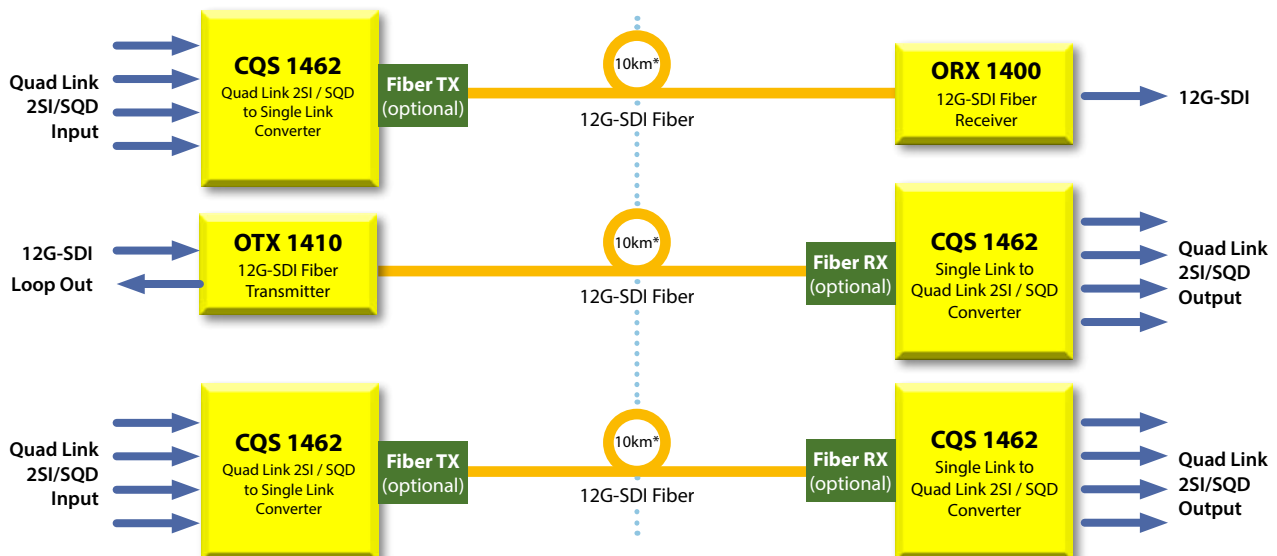 Quad Link
2SI/SQD
Input
CQS 1462
Quad Link 2SI / SQD
to Single Link
Converter
Fiber TX
(optional)
10km*
12G-SDI Fiber
ORX 1400
12G-SDI Fiber
Receiver
12G-SDI
12G-SDI
Loop Out
OTX 1410
12G-SDI Fiber
Transmitter
10km*
12G-SDI Fiber
Fiber RX
(optional)
CQS 1462
Single Link to
Quad Link 2SI / SQD
Converter
Quad Link
2SI/SQD
Output
Quad Link
2SI/SQD
Input
CQS 1462
Quad Link 2SI / SQD
to Single Link
Converter
Fiber TX
(optional)
10km*
12G-SDI Fiber
Fiber RX
(optional)
CQS 1462
Single Link to
Quad Link 2SI / SQD
Converter
Quad Link
2SI/SQD
Output